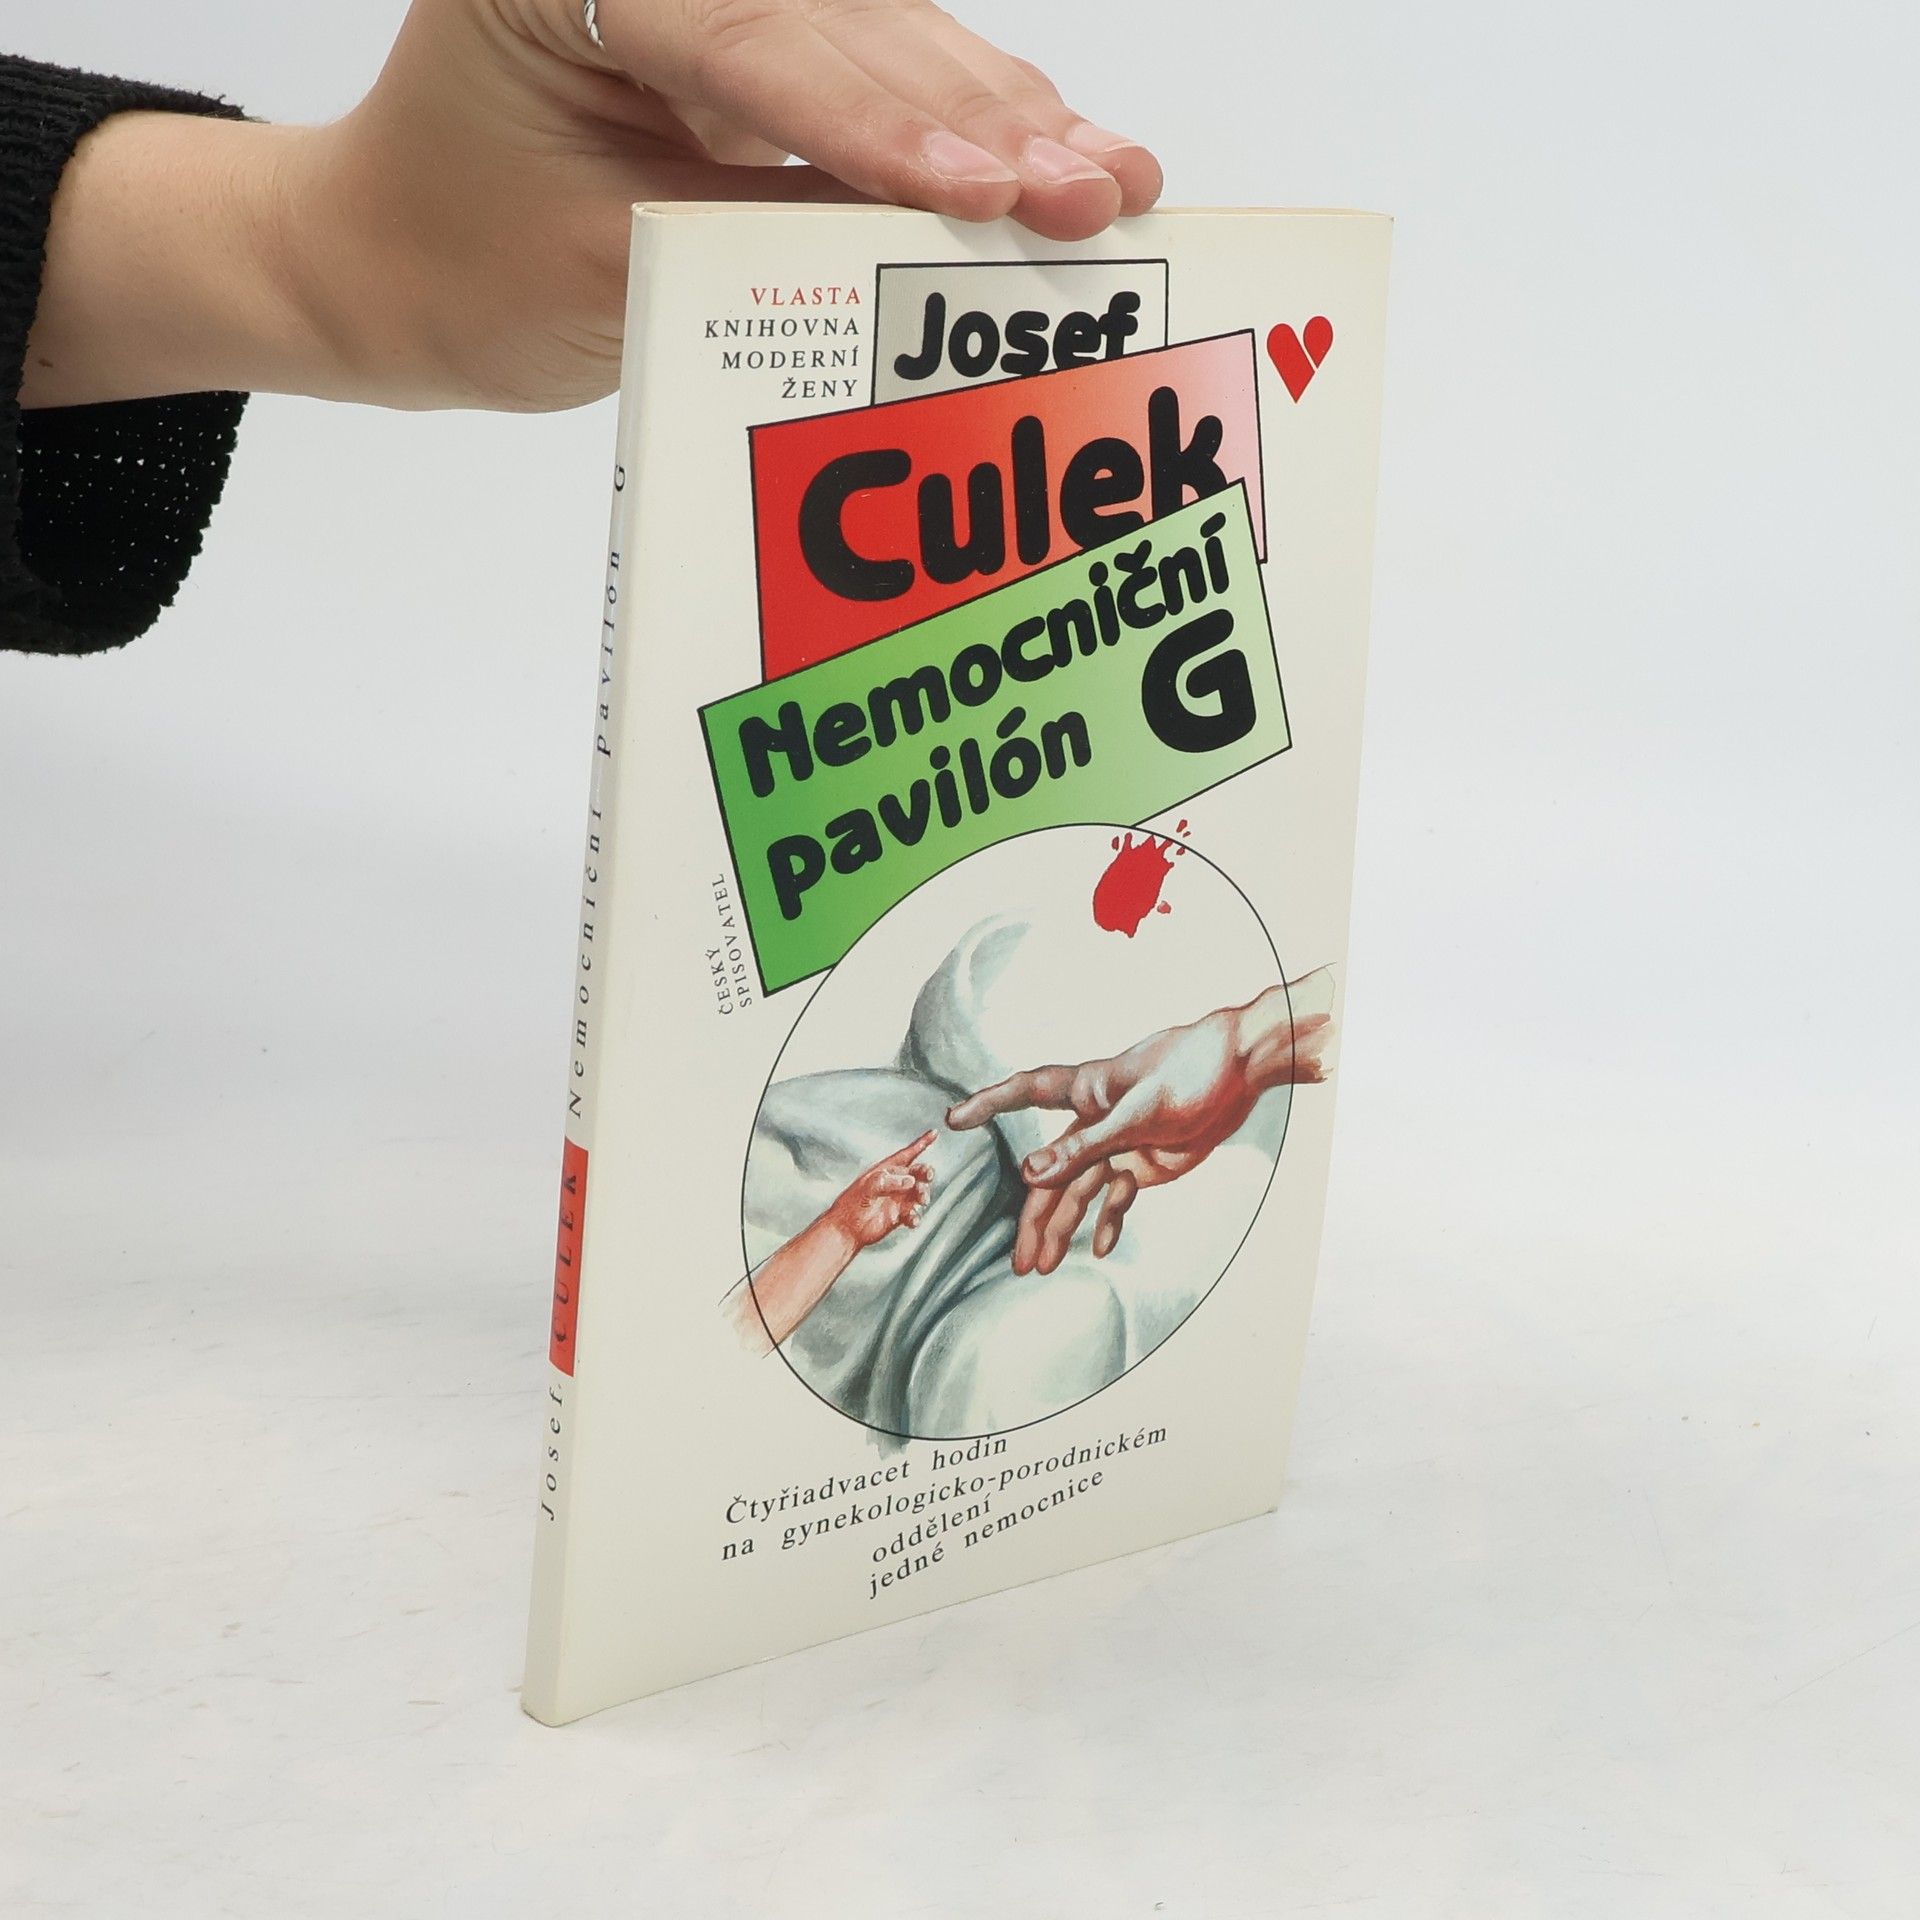 VLASTA
KNIHOVNA
MODERNÍ
ŽENY
Josef
Culek
Nemocniční
pavilón G
ČESKÝ
SPISOVATEL
Čtyřiadvacet hodin
na gynekologicko-porodnickém
oddělení
jedné nemocnice
Josef CULEK Nemocniční pavilón G